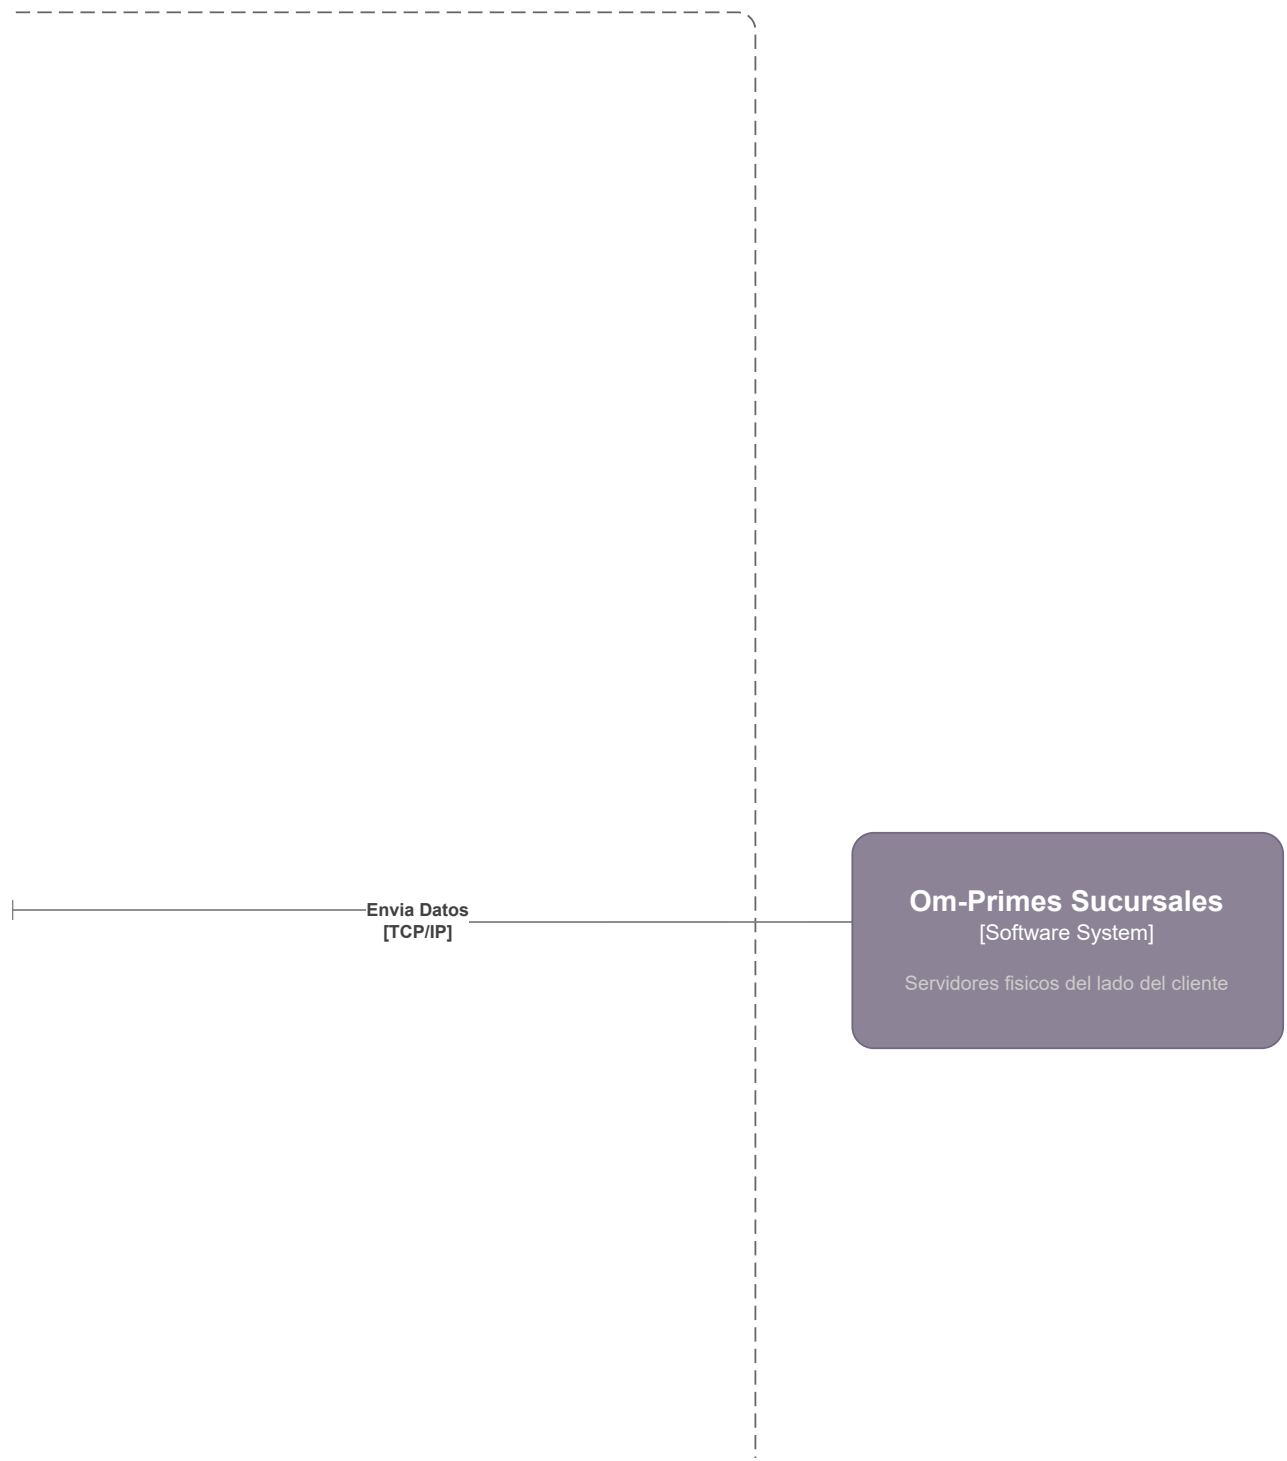 Envia Datos
[TCP/IP]
Om-Primes Sucursales
[Software System]
Servidores fisicos del lado del cliente